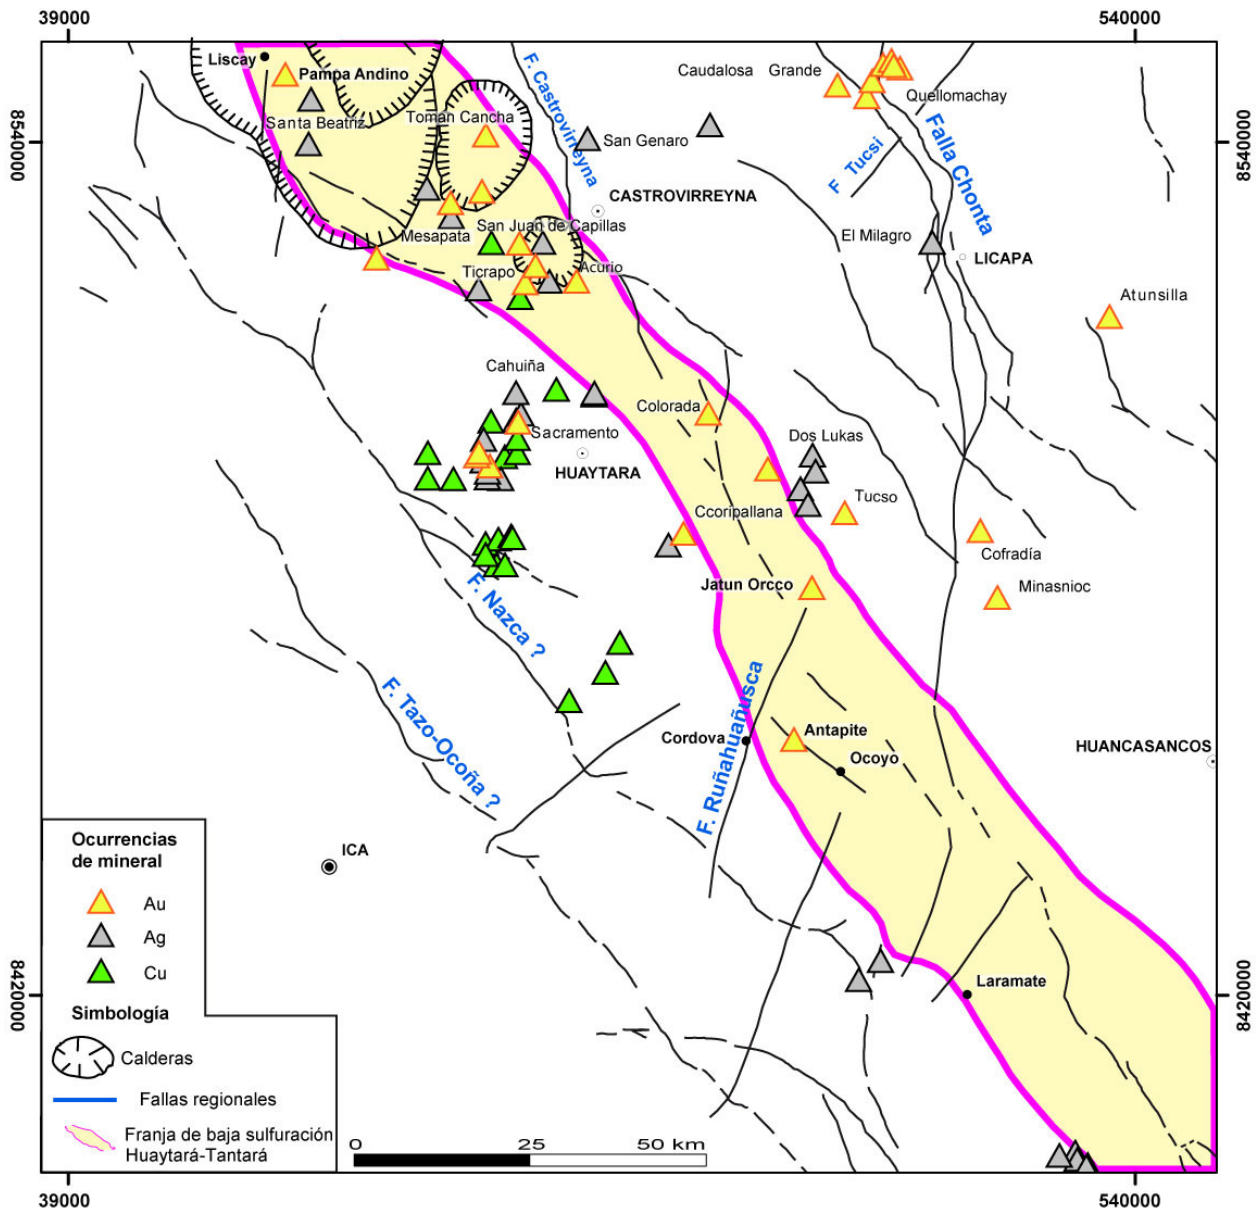 39000
540000
Liscay
Pampa Andino
Santa Beatriz
Toman Cancha
F. Castrovirreyna
San Genaro
Caudalosa Grande
Quellomachay
F Tucsi
Falla Chonta
8540000
8540000
CASTROVIRREYNA
Mesapata
San Juan de Capillas
El Milagro
LICAPA
Ticrapo
Acurio
Atunsilla
Cahuiña
Colorada
Sacramento
Dos Lukas
HUAYTARA
Ccoripallana
Tucso
Cofradía
Jatun Orcco
Minasnioc
F. Nazca ?
F. Tazo-Ocoña ?
F. Ruñahuañusca
Cordova
Antapite
Ocoyo
HUANCASANCOS
ICA
Laramate
8420000
8420000
Ocurrencias
de mineral
Au
Ag
Cu
Simbología
Calderas
Fallas regionales
Franja de baja sulfuración
Huaytará-Tantará
0 25 50 km
39000
540000